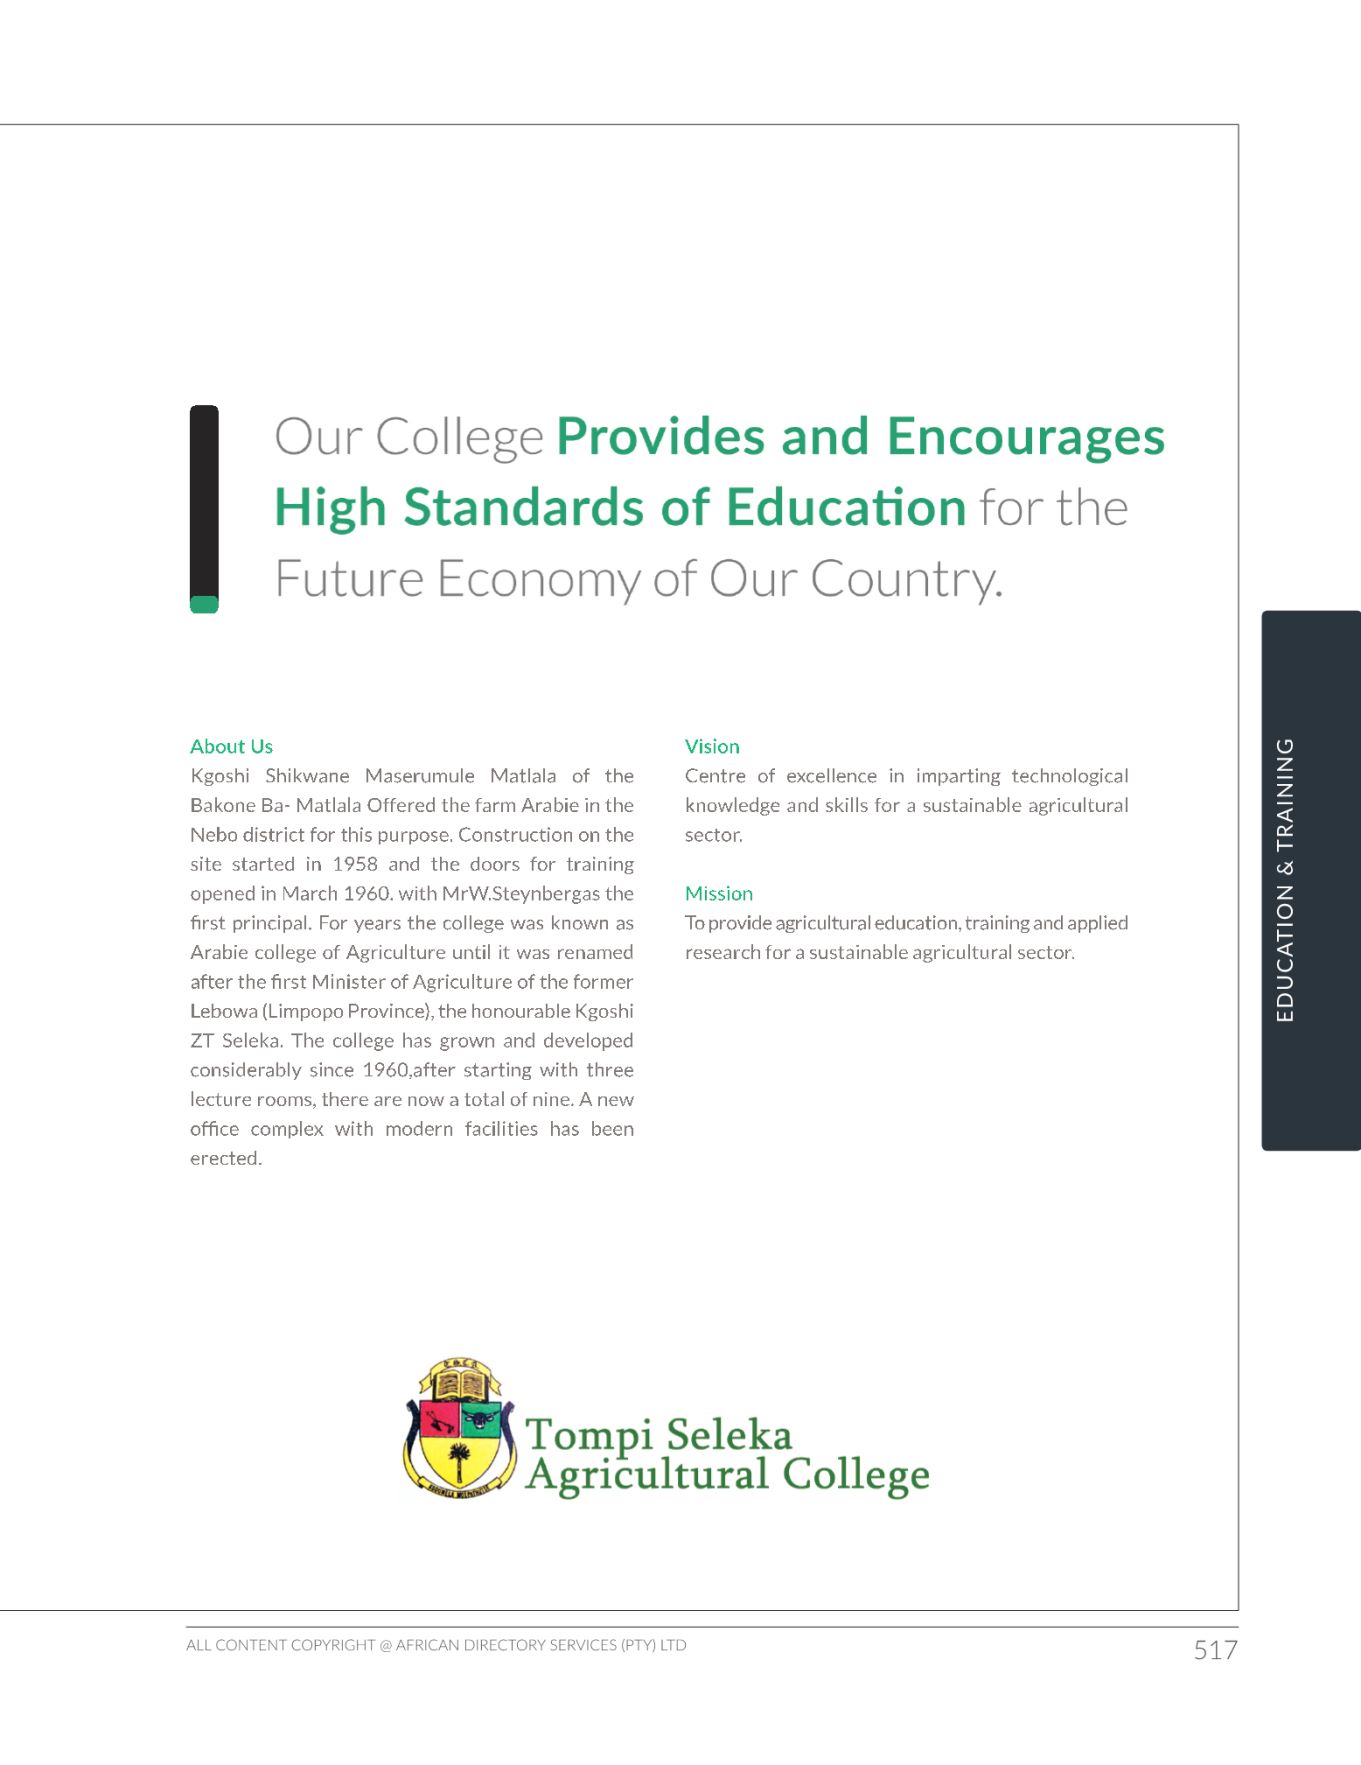 Our College Provides and Encourages
High Standards of Education for the
Future Economy of Our Country.
About Us
Kgoshi Shikwane Maserumule Matlala of the
Bakone Ba- Matlala Offered the farm Arabie in the
Nebo district for this purpose. Construction on the
site started in 1958 and the doors for training
opened in March 1960. with MrW.Steynbergas the
first principal. For years the college was known as
Arabie college of Agriculture until it was renamed
after the first Minister of Agriculture of the former
Lebowa (Limpopo Province), the honourable Kgoshi
ZT Seleka. The college has grown and developed
considerably since 1960,after starting with three
lecture rooms, there are now a total of nine. A new
office complex with modern facilities has been
erected.
Vision
Centre of excellence in imparting technological
knowledge and skills for a sustainable agricultural
sector.
Mission
To provide agricultural education, training and applied
research for a sustainable agricultural sector.
EDUCATION & TRAINING
Tompi Seleka
Agricultural College
ALL CONTENT COPYRIGHT @ AFRICAN DIRECTORY SERVICES (PTY) LTD
517